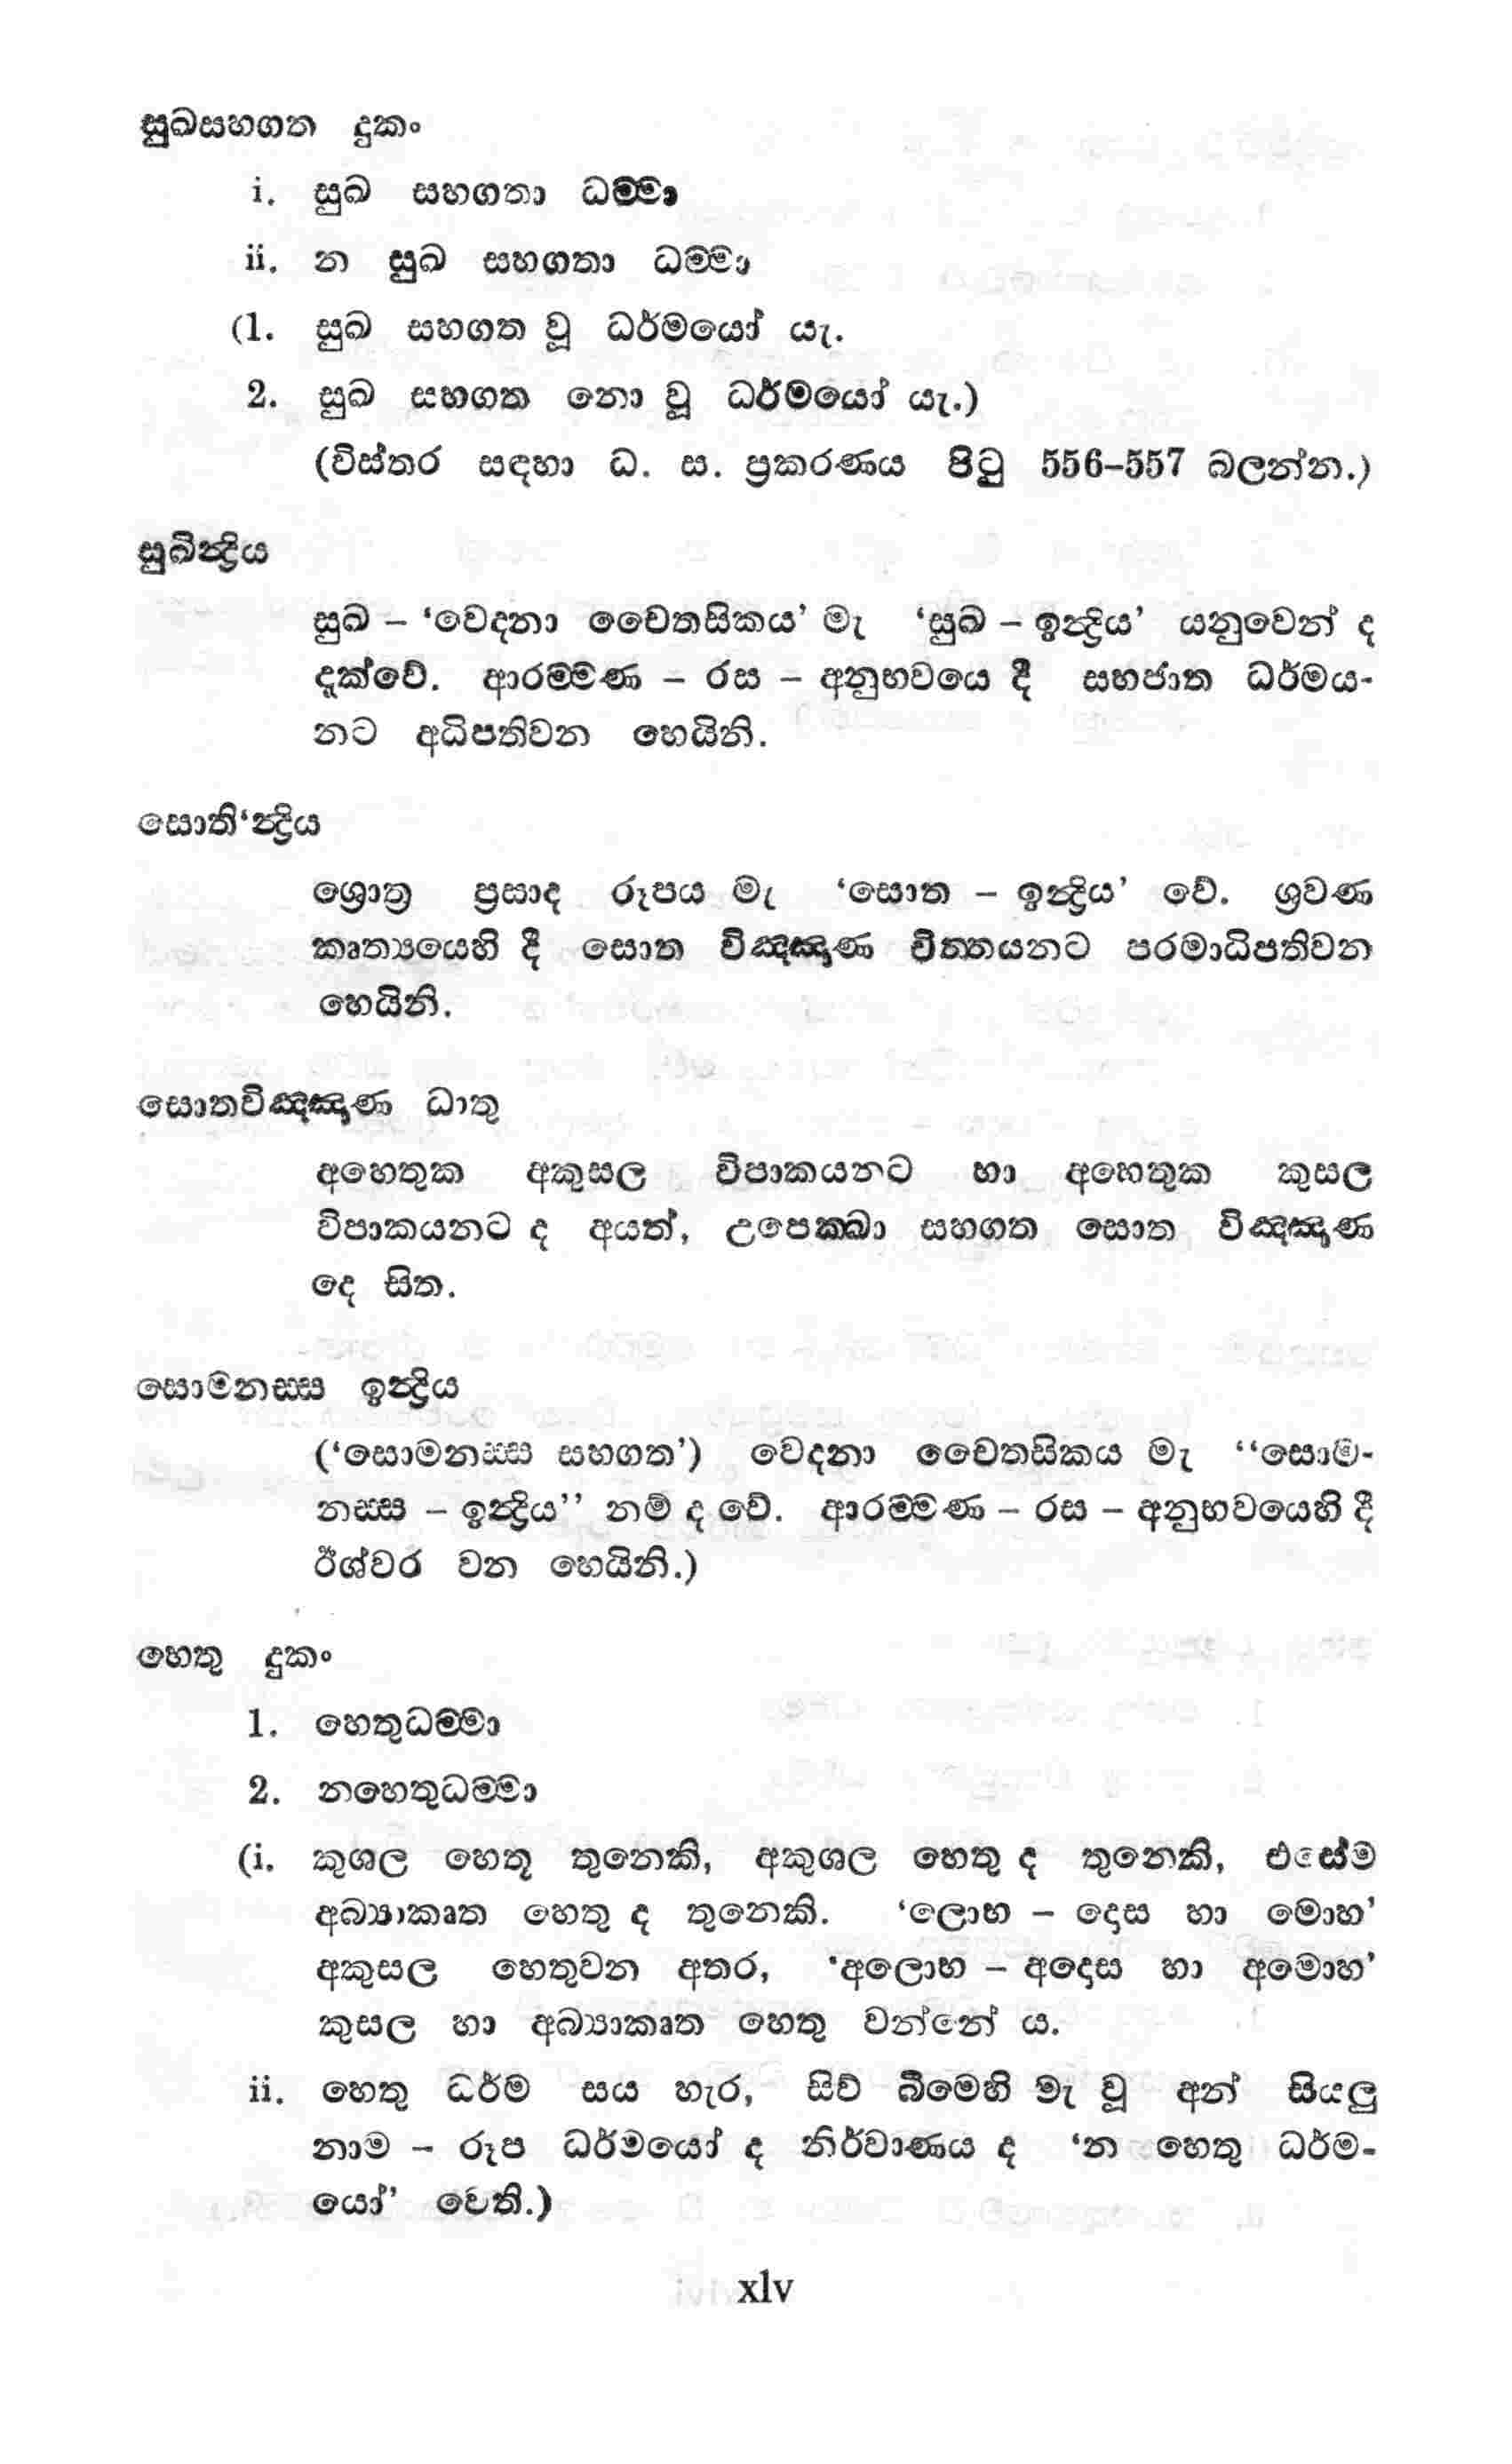 සුඛසහගත දුකං
i. සුඛ සහගතා ධම්මා
ii. න සුඛ සහගතා ධම්මා
(1. සුඛ සහගත වූ ධර්මයෝ යැ.
2. සුඛ සහගත නො වූ ධර්මයෝ යැ.)
(විස්තර සඳහා ධ. ස. ප්‍රකරණය පිටු 556–557 බලන්න.)
සුඛින්‍ද්‍රිය
සුඛ – ‘වෙදනා චෛතසිකය’ මැ ‘සුඛ – ඉන්‍ද්‍රිය’ යනුවෙන් ද
දැක්වේ. ආරම්මණ – රස – අනුභවයෙ දී සහජාත ධර්මය-
නට අධිපතිවන හෙයිනි.
සොති‘න්‍ද්‍රිය
ශ්‍රොත්‍ර ප්‍රසාද රූපය මැ ‘සොත – ඉන්‍ද්‍රිය’ වේ. ශ්‍රවණ
කෘත්‍යයෙහි දී සොත විඤ්ඤණ චිත්තයනට පරමාධිපතිවන
හෙයිනි.
සොතවිඤ්ඤණ ධාතු
අහෙතුක අකුසල විපාකයනට හා අහෙතුක කුසල
විපාකයනට ද අයත්, උපෙක්ඛා සහගත සොත විඤ්ඤණ
දෙ සිත.
සොමනස්ස ඉන්‍ද්‍රිය
(‘සොමනස්ස සහගත’) වෙදනා චෛතසිකය මැ ‘‘සොම-
නස්ස – ඉන්‍ද්‍රිය’’ නම් ද වේ. ආරම්මණ – රස – අනුභවයෙහි දී
ඊශ්වර වන හෙයිනි.)
හෙතු දුකං
1. හෙතුධම්මා
2. නහෙතුධම්මා
(i. කුශල හෙතූ තුනෙකි, අකුශල හෙතු ද තුනෙකි, එසේම
අබ්‍යාකෘත හෙතු ද තුනෙකි. ‘ලොභ – දොස හා මොහ’
අකුසල හෙතුවන අතර, ‘අලොභ – අදොස හා අමොහ’
කුසල හා අබ්‍යාකෘත හෙතු වන්නේ ය.
ii. හෙතු ධර්ම සය හැර, සිව් බිමෙහි මැ වූ අන් සියලු
නාම – රූප ධර්මයෝ ද නිර්වාණය ද ‘න හෙතු ධර්ම-
යෝ’ වෙති.)
xlv